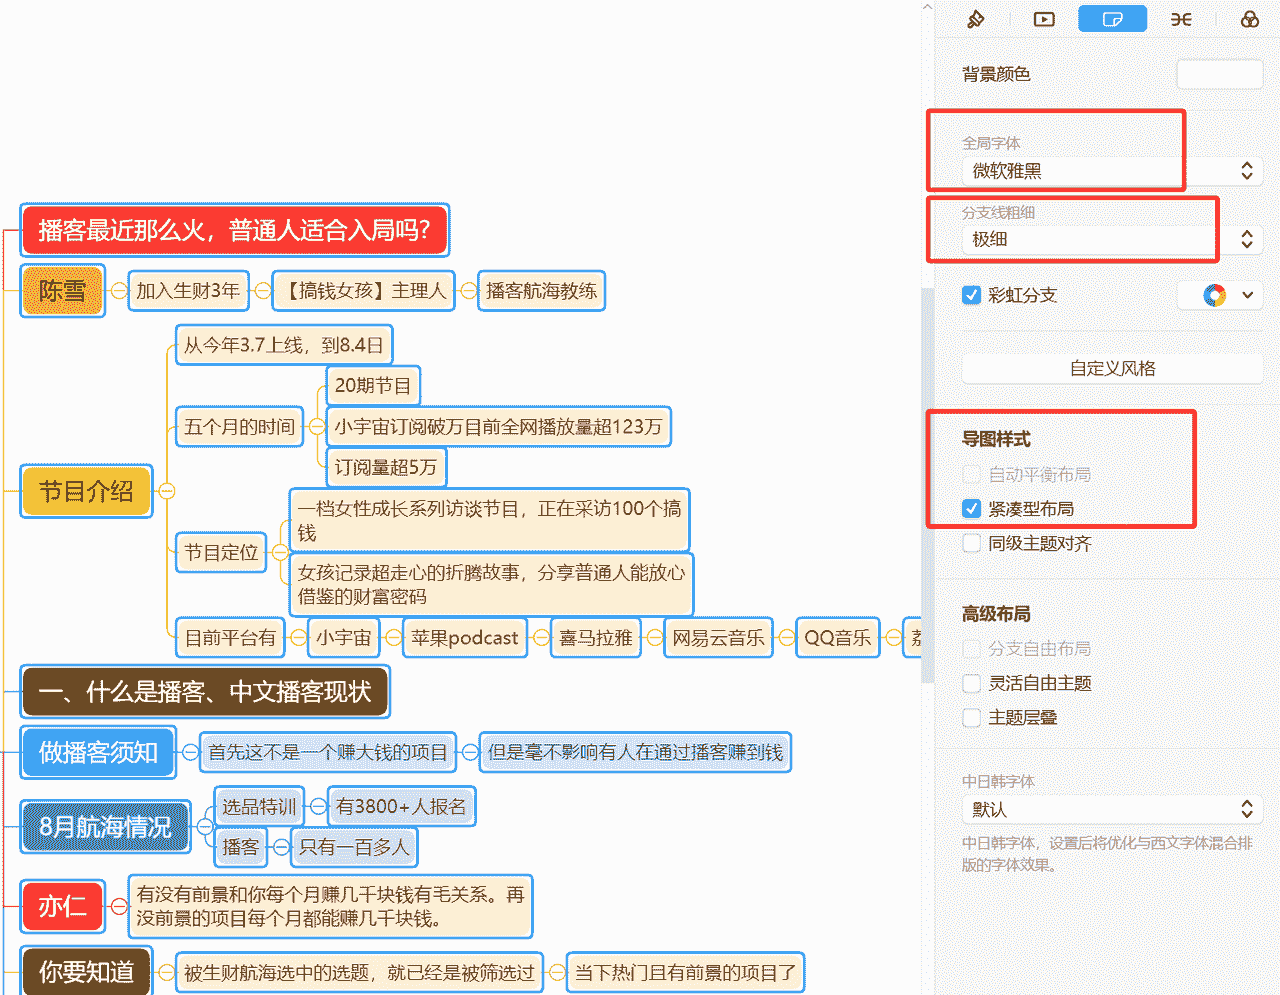 播客最近那么火，普通人适合入局吗?
陈雪
加入生财3年
【搞钱女孩】主理人
播客航海教练
节目介绍
从今年3.7上线，到8.4日
五个月的时间
20期节目
小宇宙订阅破万目前全网播放量超123万
订阅量超5万
节目定位
一档女性成长系列访谈节目，正在采访100个搞
钱
女孩记录超走心的折腾故事，分享普通人能放心
借鉴的财富密码
目前平台有
小宇宙
苹果podcast
喜马拉雅
网易云音乐
QQ音乐
一、什么是播客、中文播客现状
做播客须知
首先这不是一个赚大钱的项目
但是毫不影响有人在通过播客赚到钱
8月航海情况
选品特训
有3800+人报名
播客
只有一百多人
亦仁
有没有前景和你每个月赚几千块钱有毛关系。再
没前景的项目每个月都能赚几千块钱。
你要知道
被生财航海选中的选题，就已经是被筛选过
当下热门且有前景的项目了
背景颜色
全局字体
微软雅黑
分支线粗细
极细
彩虹分支
自定义风格
导图样式
自动平衡布局
紧凑型布局
同级主题对齐
高级布局
分支自由布局
灵活自由主题
主题层叠
中日韩字体
默认
中日韩字体，设置后将优化与西文字体混合排
版的字体效果。